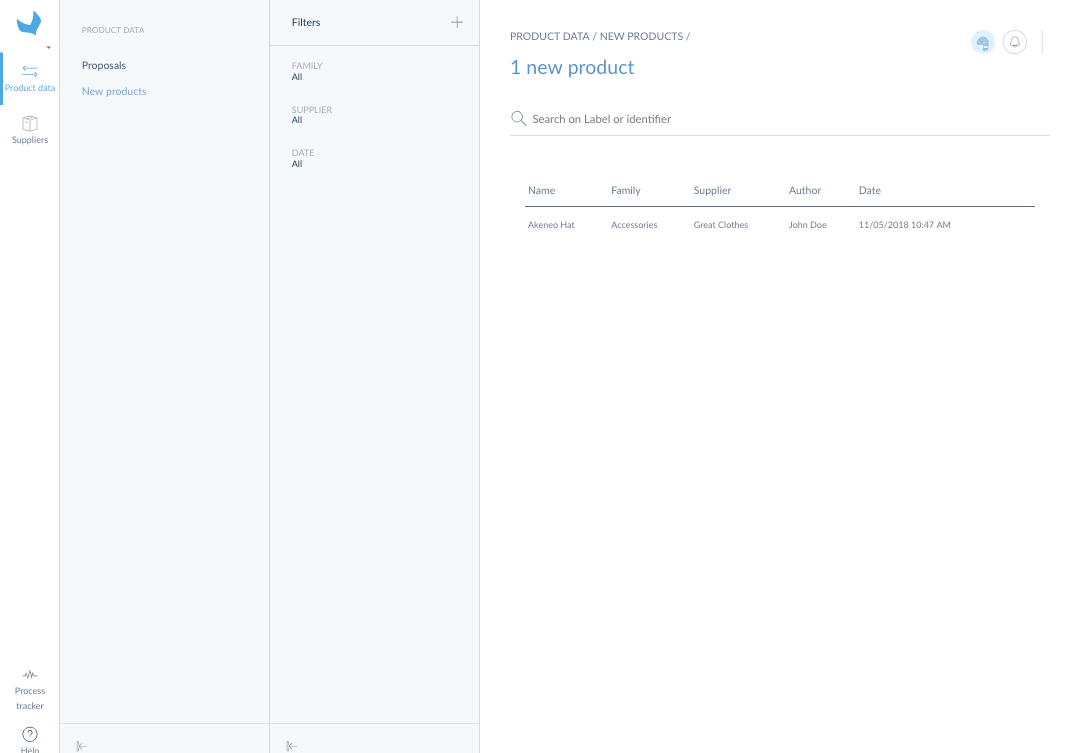 Product data
Suppliers
Process
tracker
Help
PRODUCT DATA
Proposals
New products
Filters
FAMILY
All
SUPPLIER
All
DATE
All
PRODUCT DATA / NEW PRODUCTS /
1 new product
Search on Label or identifier
Name Family Supplier Author Date
Akeneo Hat Accessories Great Clothes John Doe 11/05/2018 10:47 AM